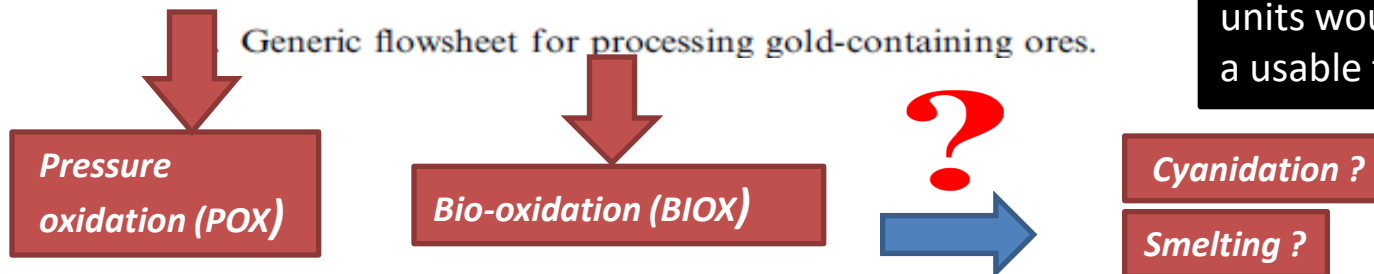 . Generic flowsheet for processing gold-containing ores.
units wou
a usable
Pressure
oxidation (POX)
Bio-oxidation (BIOX)
?
Cyanidation ?
Smelting ?